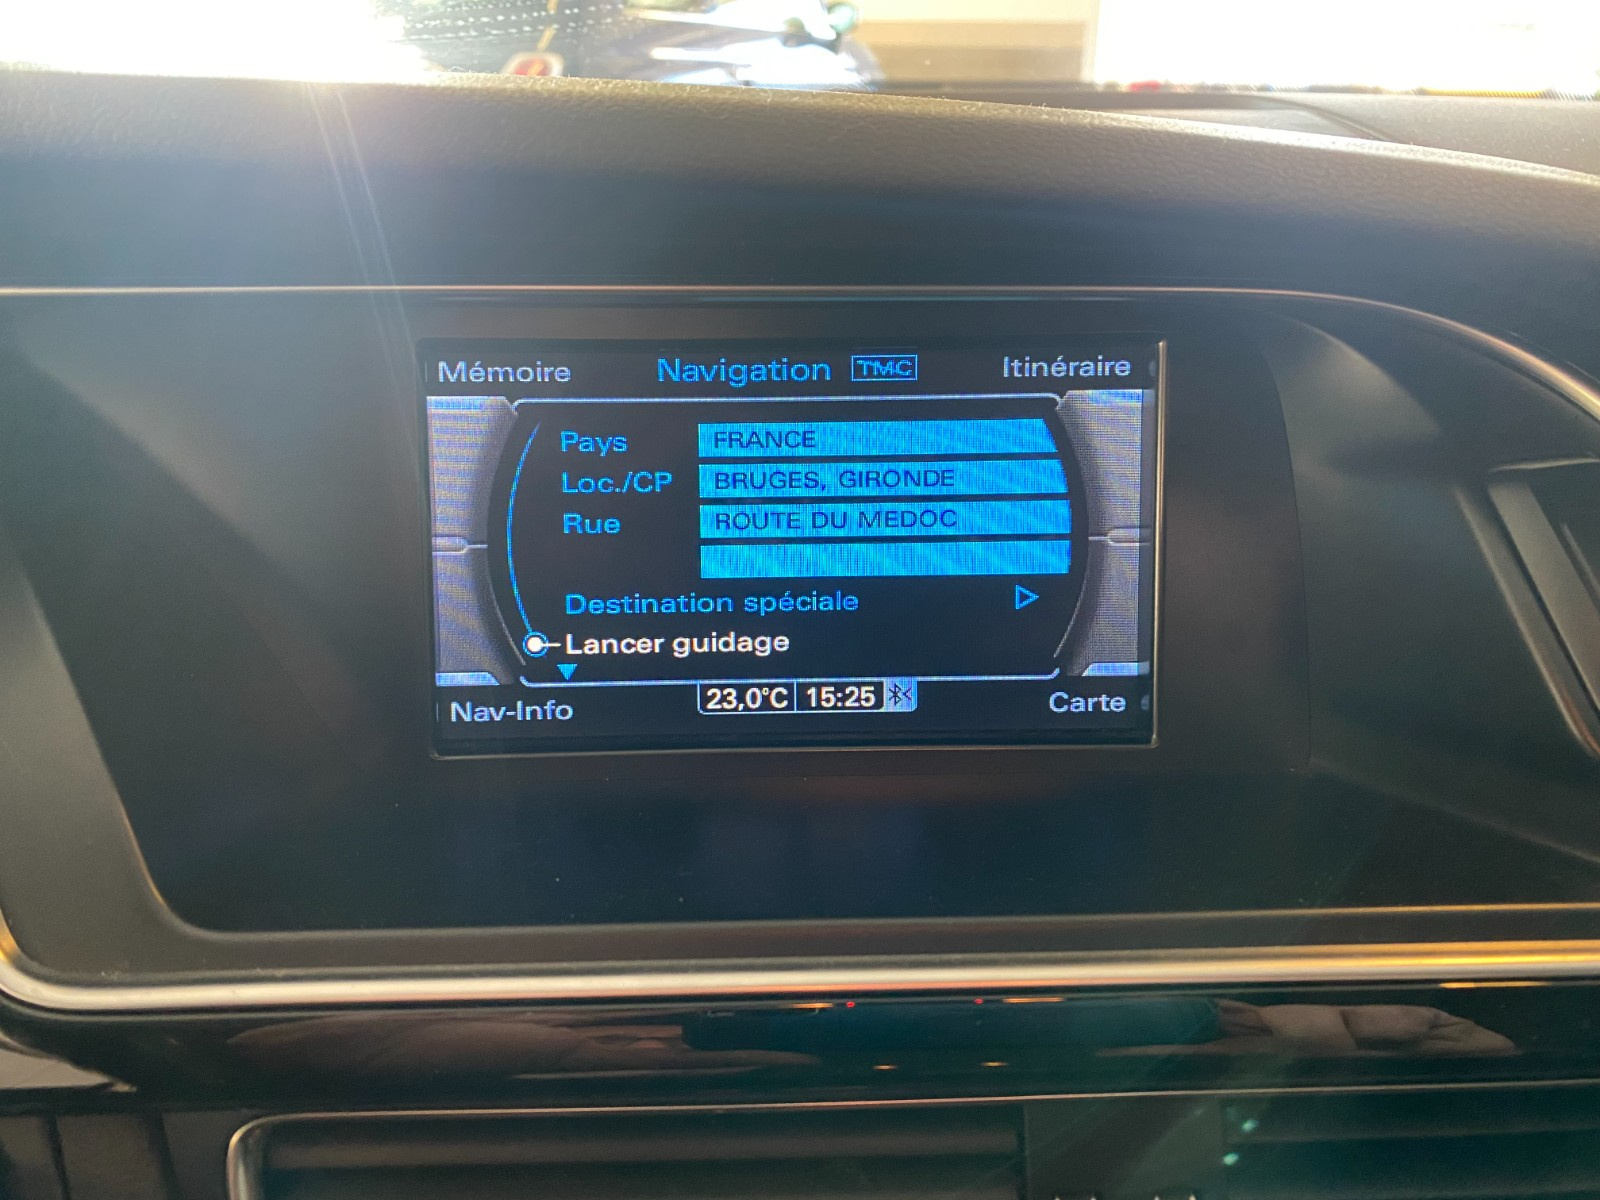 Mémoire Navigation TMC Itinéraire
Pays FRANCE
Loc./CP BRUGES, GIRONDE
Rue ROUTE DU MEDOC
Destination spéciale
Lancer guidage
Nav-Info 23,0°C 15:25 Carte